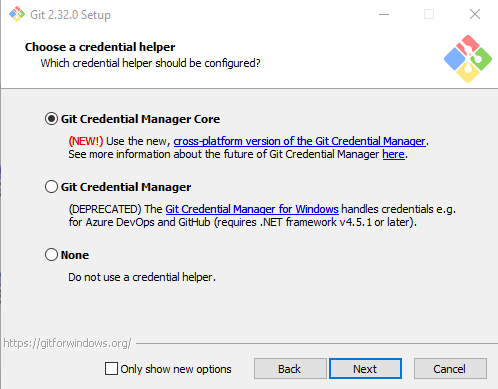 Git 2.32.0 Setup
Choose a credential helper
Which credential helper should be configured?
Git Credential Manager Core
(NEW!) Use the new, cross-platform version of the Git Credential Manager.
See more information about the future of Git Credential Manager here.
Git Credential Manager
(DEPRECATED) The Git Credential Manager for Windows handles credentials e.g.
for Azure DevOps and GitHub (requires .NET framework v4.5.1 or later).
None
Do not use a credential helper.
https://gitforwindows.org/
Only show new options
Back
Next
Cancel